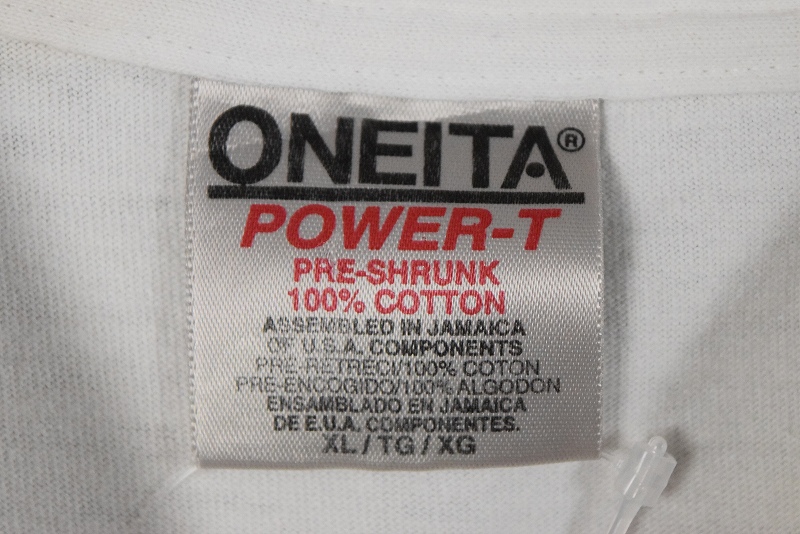 ONEITA®
POWER-T
PRE-SHRUNK
100% COTTON
ASSEMBLED IN JAMAICA
OF U.S.A. COMPONENTS
PRE-RETRECI/100% COTON
PRE-ENCOGIDO/100% ALGODON
ENSAMBLADO EN JAMAICA
DE E.U.A. COMPONENTES.
XL / TG / XG